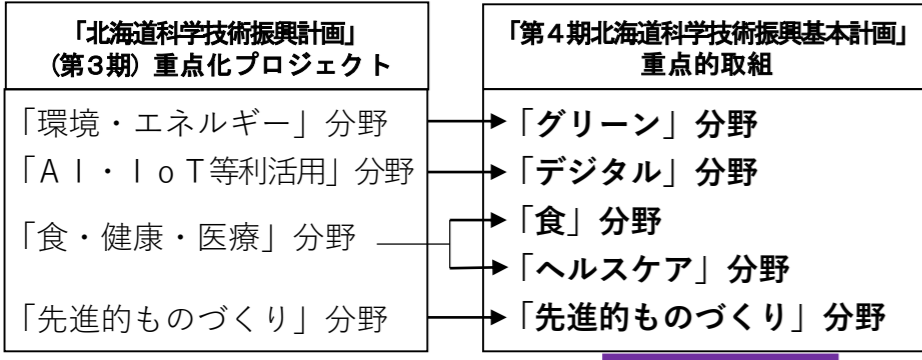 「北海道科学技術振興計画」
(第3期) 重点化プロジェクト
「環境・エネルギー」分野
「AI・IoT等利活用」分野
「食・健康・医療」分野
「先進的ものづくり」分野
「第4期北海道科学技術振興基本計画」
重点的取組
「グリーン」分野
「デジタル」分野
「食」分野
「ヘルスケア」分野
「先進的ものづくり」分野